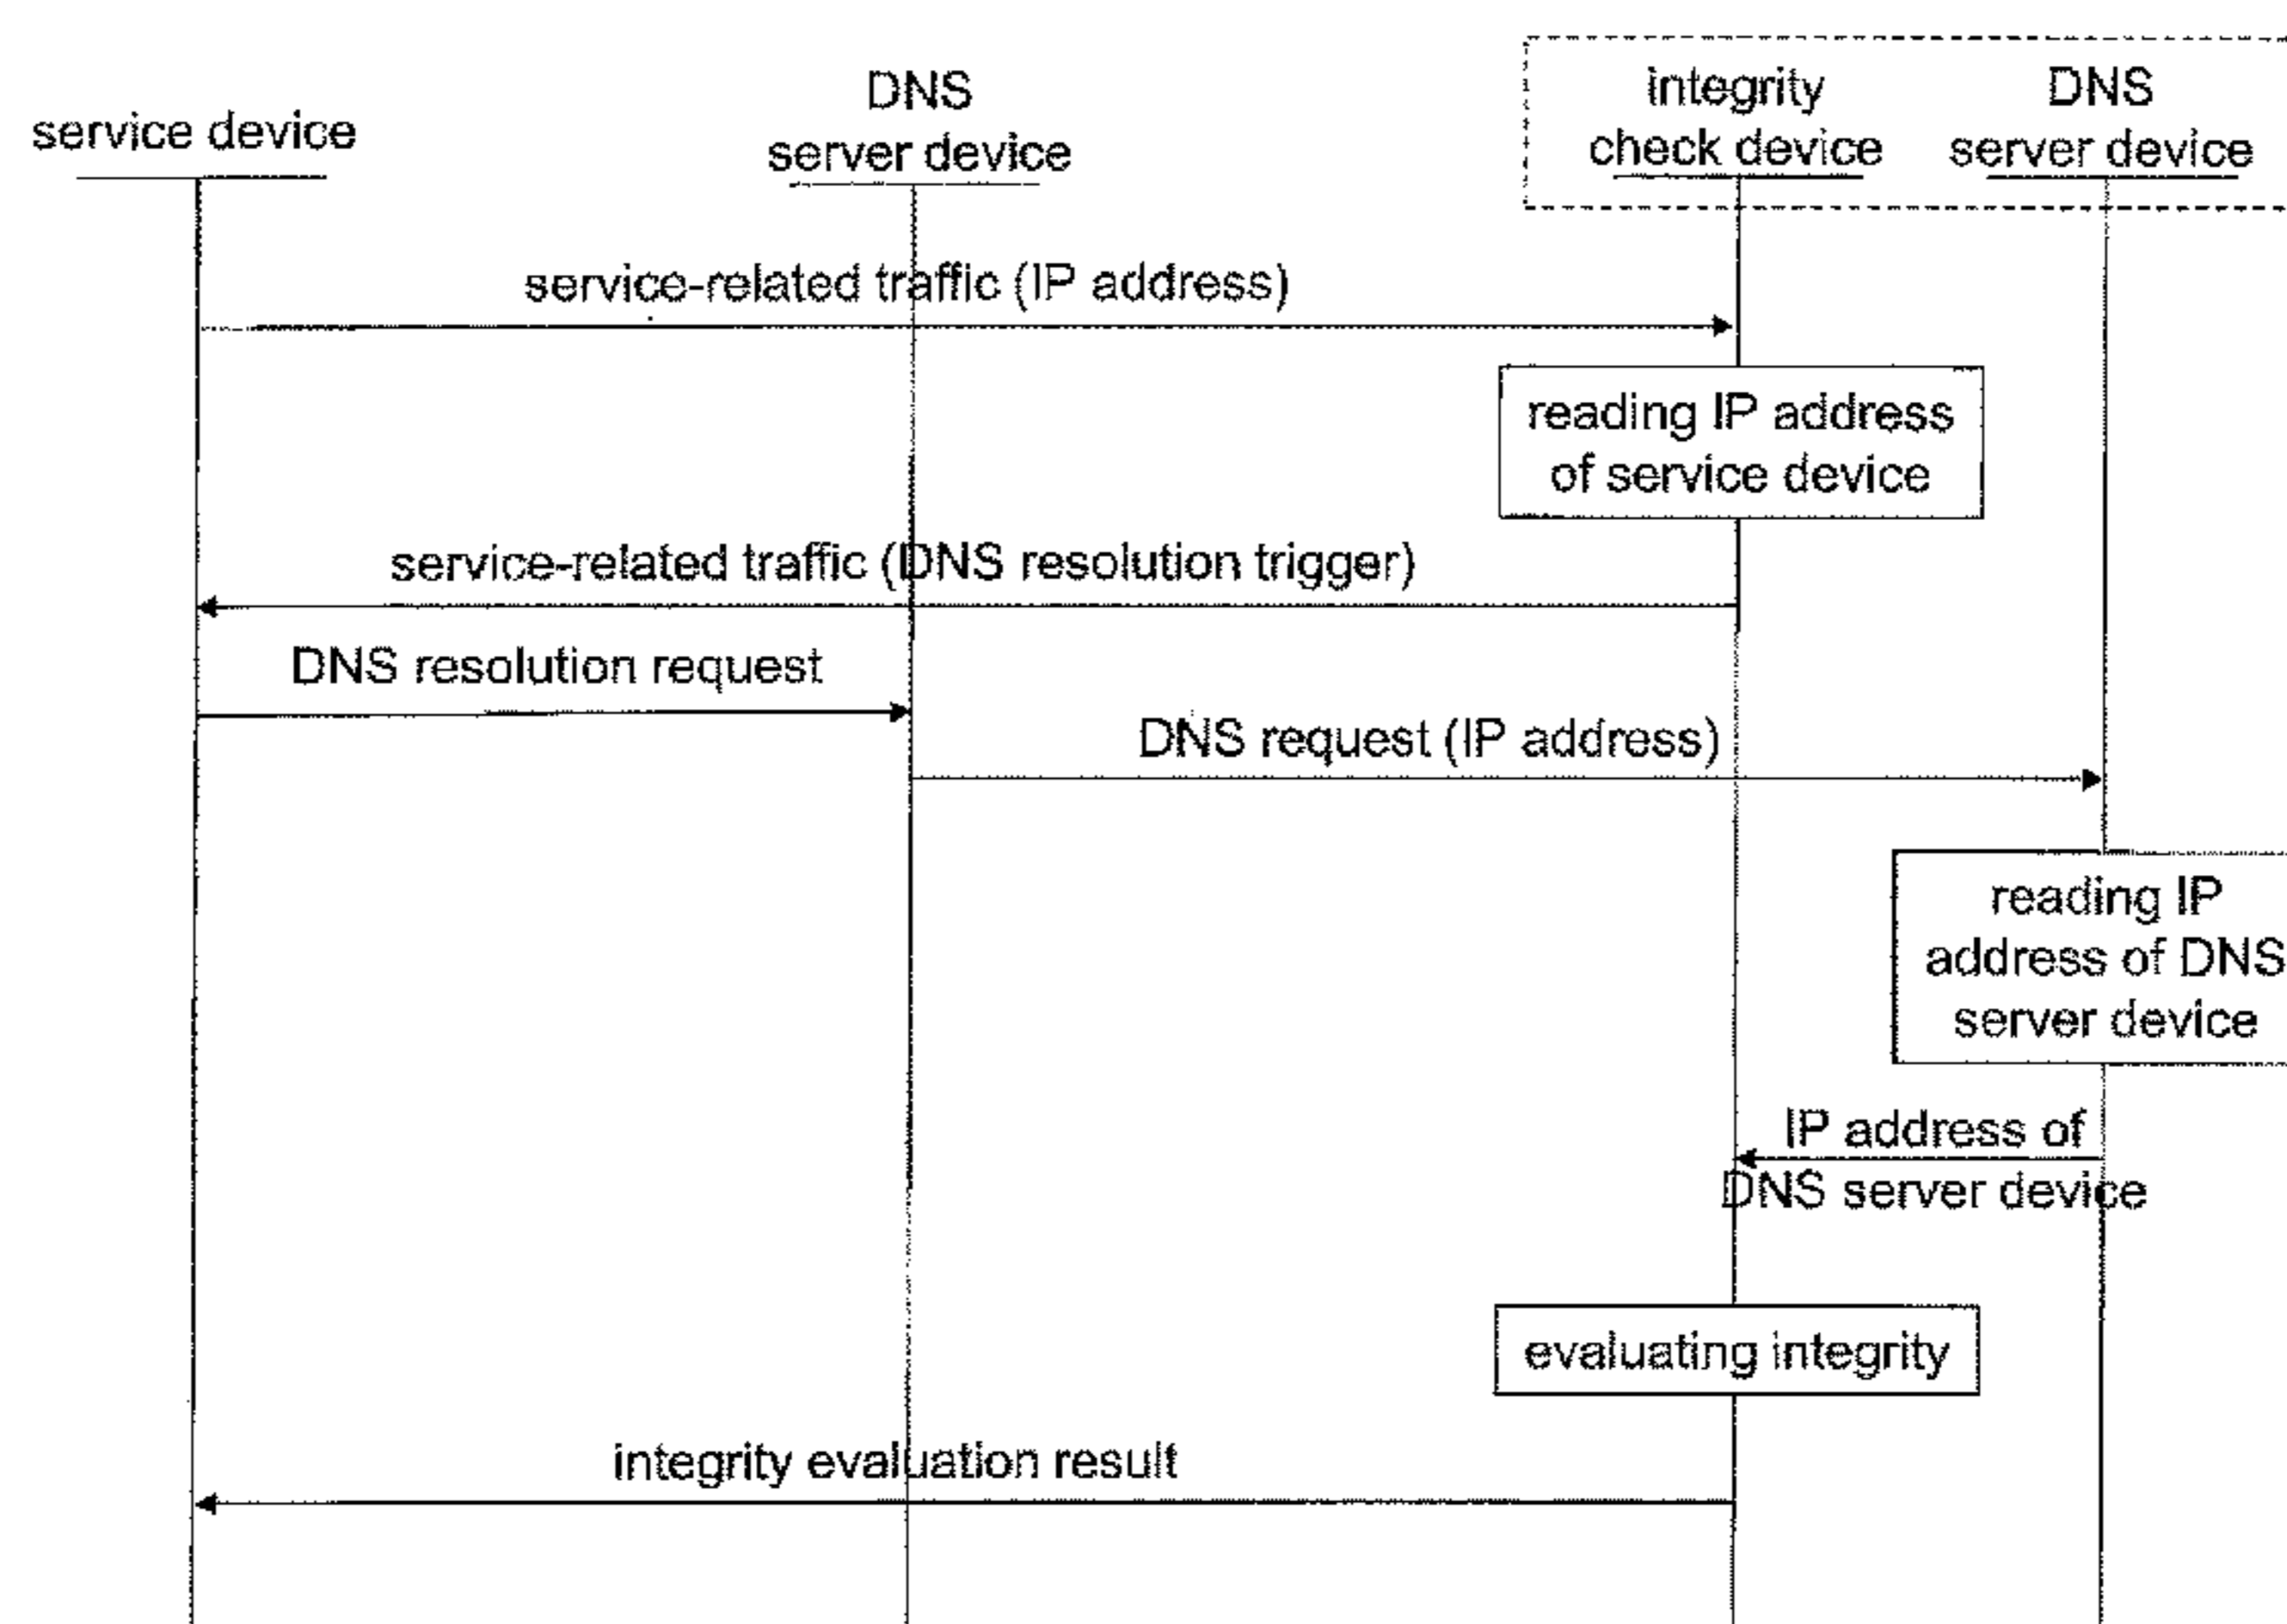 service device
DNS
server device
integrity
check device
DNS
server device
service-related traffic (IP address)
reading IP address
of service device
service-related traffic (DNS resolution trigger)
DNS resolution request
DNS request (IP address)
reading IP
address of DNS
server device
IP address of
DNS server device
evaluating integrity
integrity evaluation result